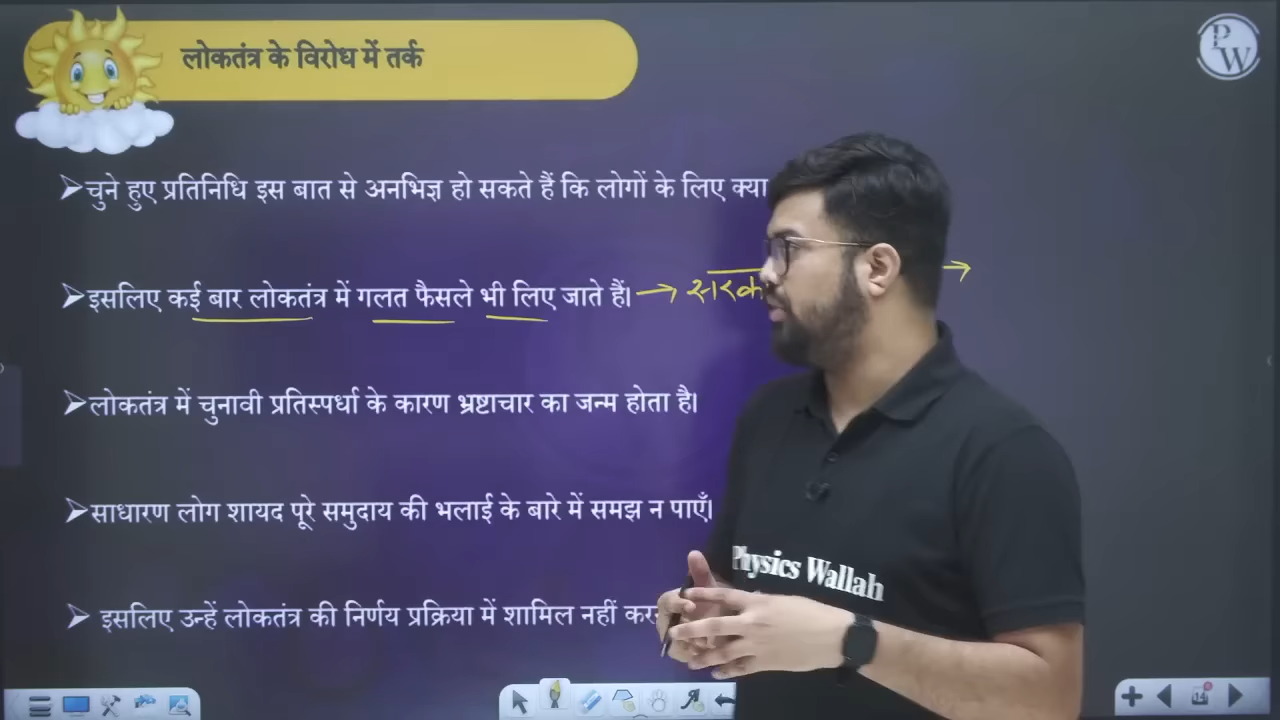 लोकतंत्र के विरोध में तर्क
P
W
चुने हुए प्रतिनिधि इस बात से अनभिज्ञ हो सकते हैं कि लोगों के लिए क्या
इसलिए कई बार लोकतंत्र में गलत फैसले भी लिए जाते हैं। →
लोकतंत्र में चुनावी प्रतिस्पर्धा के कारण भ्रष्टाचार का जन्म होता है।
साधारण लोग शायद पूरे समुदाय की भलाई के बारे में समझ न पाएँ|
इसलिए उन्हें लोकतंत्र की निर्णय प्रक्रिया में शामिल नहीं
Physics Wallah
14